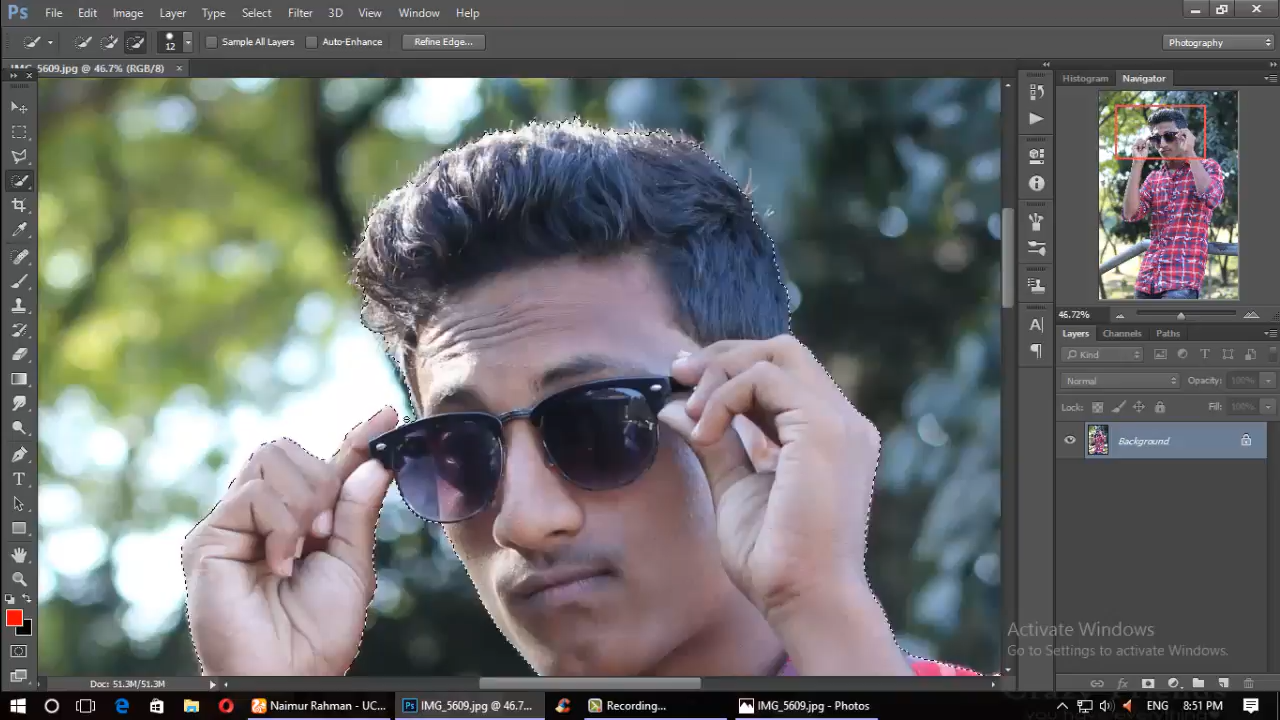 Ps File Edit Image Layer Type Select Filter 3D View Window Help
12 Sample All Layers Auto-Enhance Refine Edge... Photography
IMG_5609.jpg @ 46.7% (RGB/8) ×
Histogram Navigator
46.72%
Layers Channels Paths
Kind
Normal Opacity: 100%
Lock: Fill: 100%
Background
Activate Windows
Go to Settings to activate Windows.
Doc: 51.3M/51.3M
Naimur Rahman - UC... IMG_5609.jpg @ 46.7... Recording... IMG_5609.jpg - Photos ENG 8:51 PM